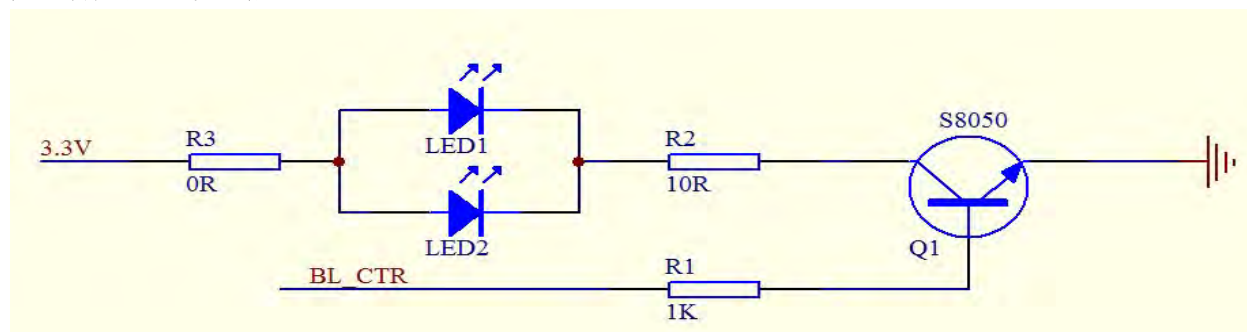 S8050
3.3V
R3
R2
LED1
0R
10R
LED2
Q1
R1
BL_CTR
1K